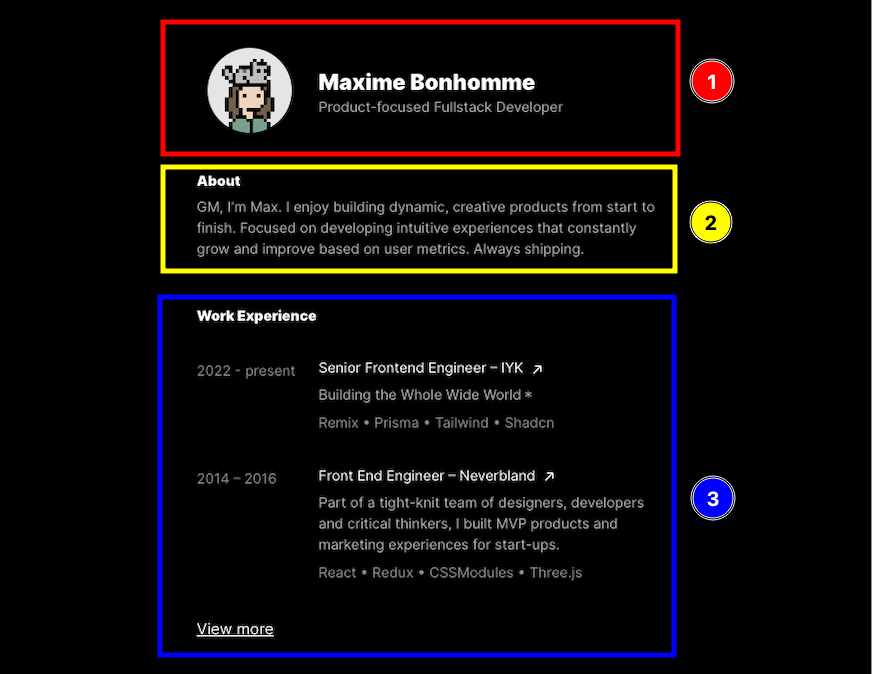 Maxime Bonhomme
Product-focused Fullstack Developer
1
About
GM, I'm Max. I enjoy building dynamic, creative products from start to
finish. Focused on developing intuitive experiences that constantly
grow and improve based on user metrics. Always shipping.
2
Work Experience
2022 - present
Senior Frontend Engineer – IYK ↗
Building the Whole Wide World *
Remix • Prisma • Tailwind • Shadcn
2014 – 2016
Front End Engineer – Neverbland ↗
Part of a tight-knit team of designers, developers
and critical thinkers, I built MVP products and
marketing experiences for start-ups.
React • Redux • CSSModules • Three.js
3
View more